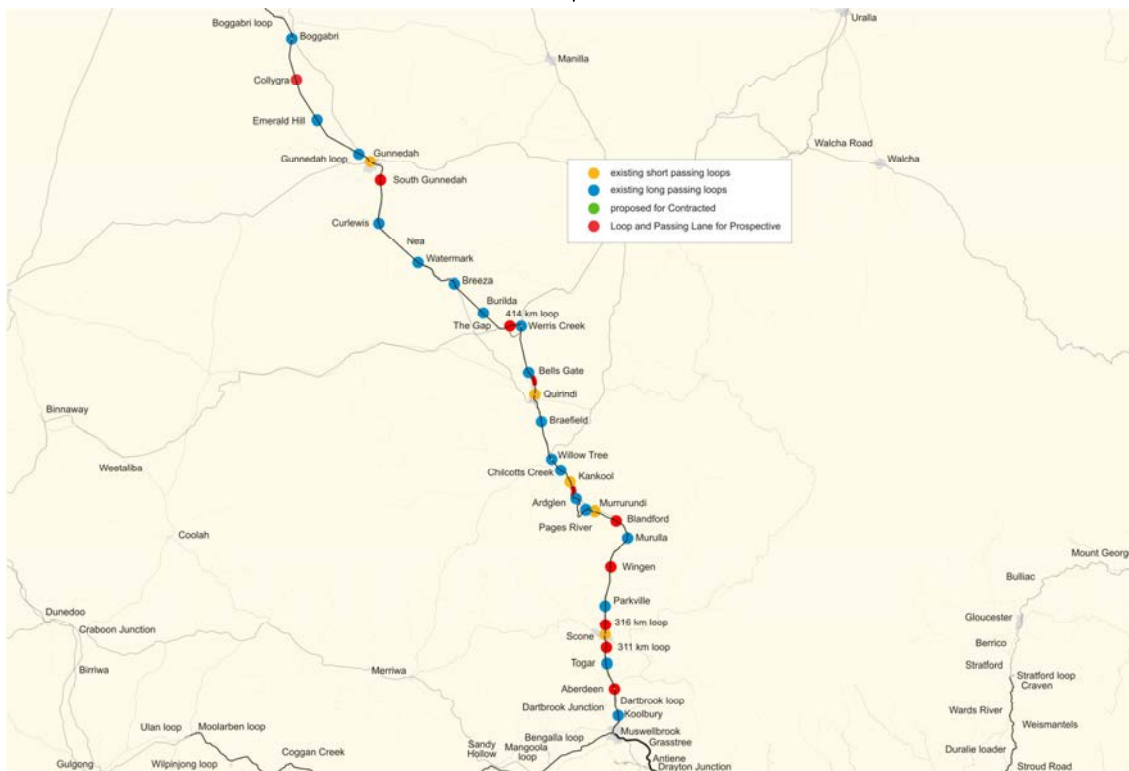 Boggabri loop
Boggabri
Uralla
Manilla
Collygra
Emerald Hill
Gunnedah
Gunnedah loop
South Gunnedah
Walcha Road
Walcha
existing short passing loops
existing long passing loops
proposed for Contracted
Loop and Passing Lane for Prospective
Curlewis
Nea
Watermark
Breeza
Burilda
414 km loop
The Gap
Werris Creek
Bells Gate
Quirindi
Braefield
Binnaway
Willow Tree
Weetaliba
Chilcotts Creek
Kankool
Ardglen
Murrurundi
Pages River
Blandford
Murulla
Coolah
Mount George
Wingen
Bulliac
Parkville
Dunedoo
Craboon Junction
316 km loop
Gloucester
Scone
311 km loop
Berrico
Birriwa
Merriwa
Togar
Stratford
Stratford loop
Craven
Aberdeen
Dartbrook loop
Dartbrook Junction
Koolbury
Wards River
Ulan loop
Moolarben loop
Bengalla loop
Muswellbrook
Weismantels
Sandy
Hollow
Mangoola
loop
Grasstree
Coggan Creek
Antiene
Duralie loader
Gulgong
Wilpinjong loop
Drayton Junction
Stroud Road